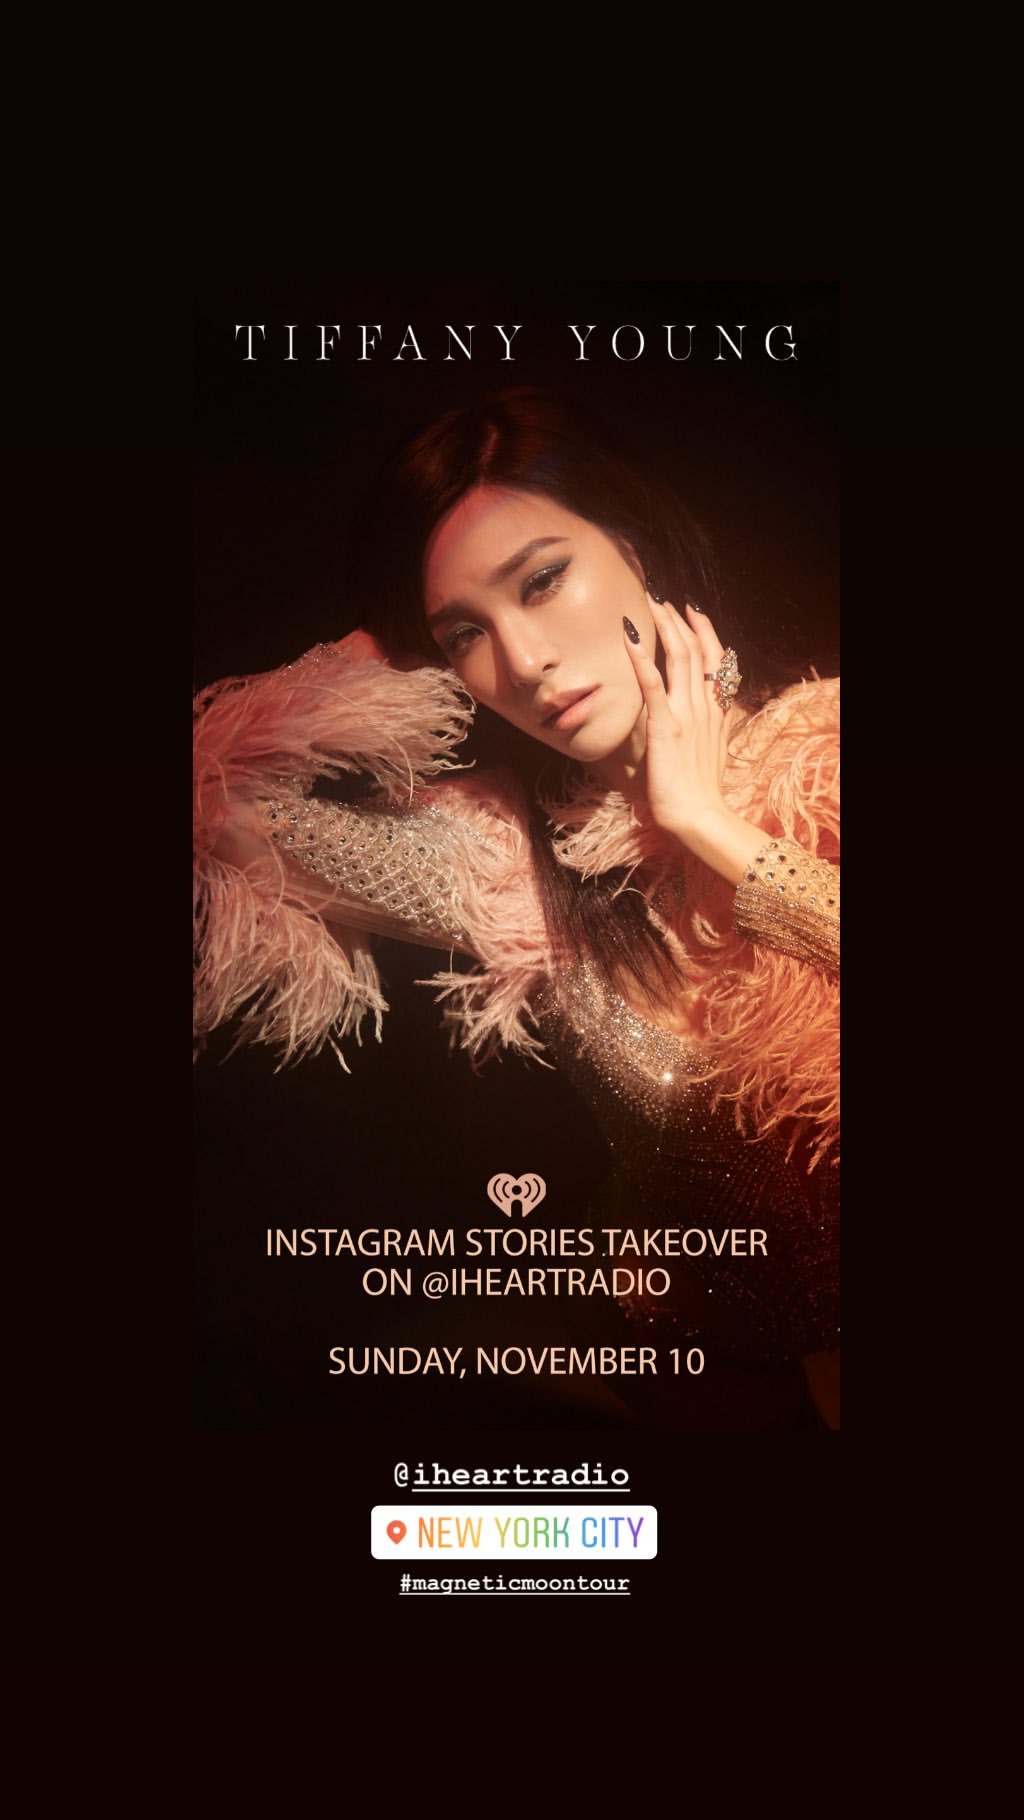 TIFFANY YOUNG
INSTAGRAM STORIES TAKEOVER
ON @IHEARTRADIO
SUNDAY, NOVEMBER 10
@iheartradio
NEW YORK CITY
#magneticmoontour